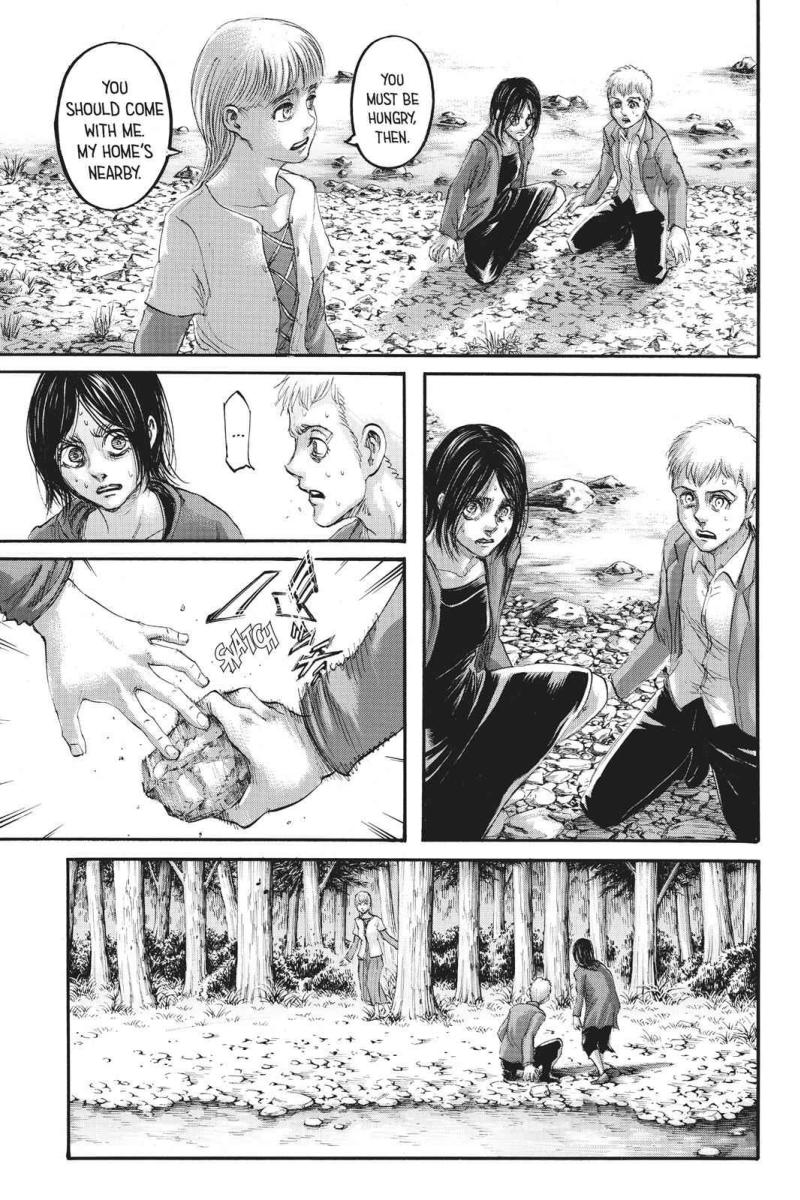 YOU
MUST BE
HUNGRY,
THEN.
YOU
SHOULD COME
WITH ME.
MY HOME'S
NEARBY.
...
SNATCH